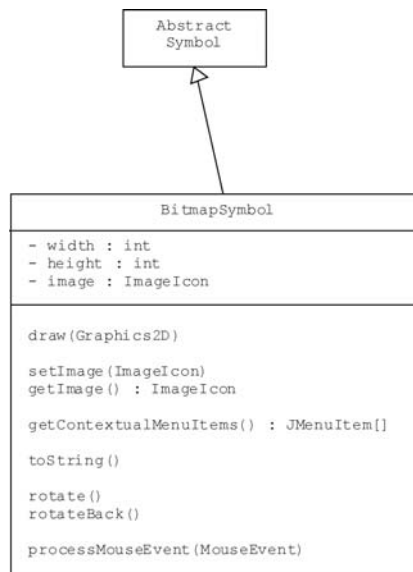 Abstract
Symbol
BitmapSymbol
- width : int
- height : int
- image : ImageIcon
draw(Graphics2D)
setImage(ImageIcon)
getImage() : ImageIcon
getContextualMenuItems() : JMenuItem[]
toString()
rotate()
rotateBack()
processMouseEvent(MouseEvent)